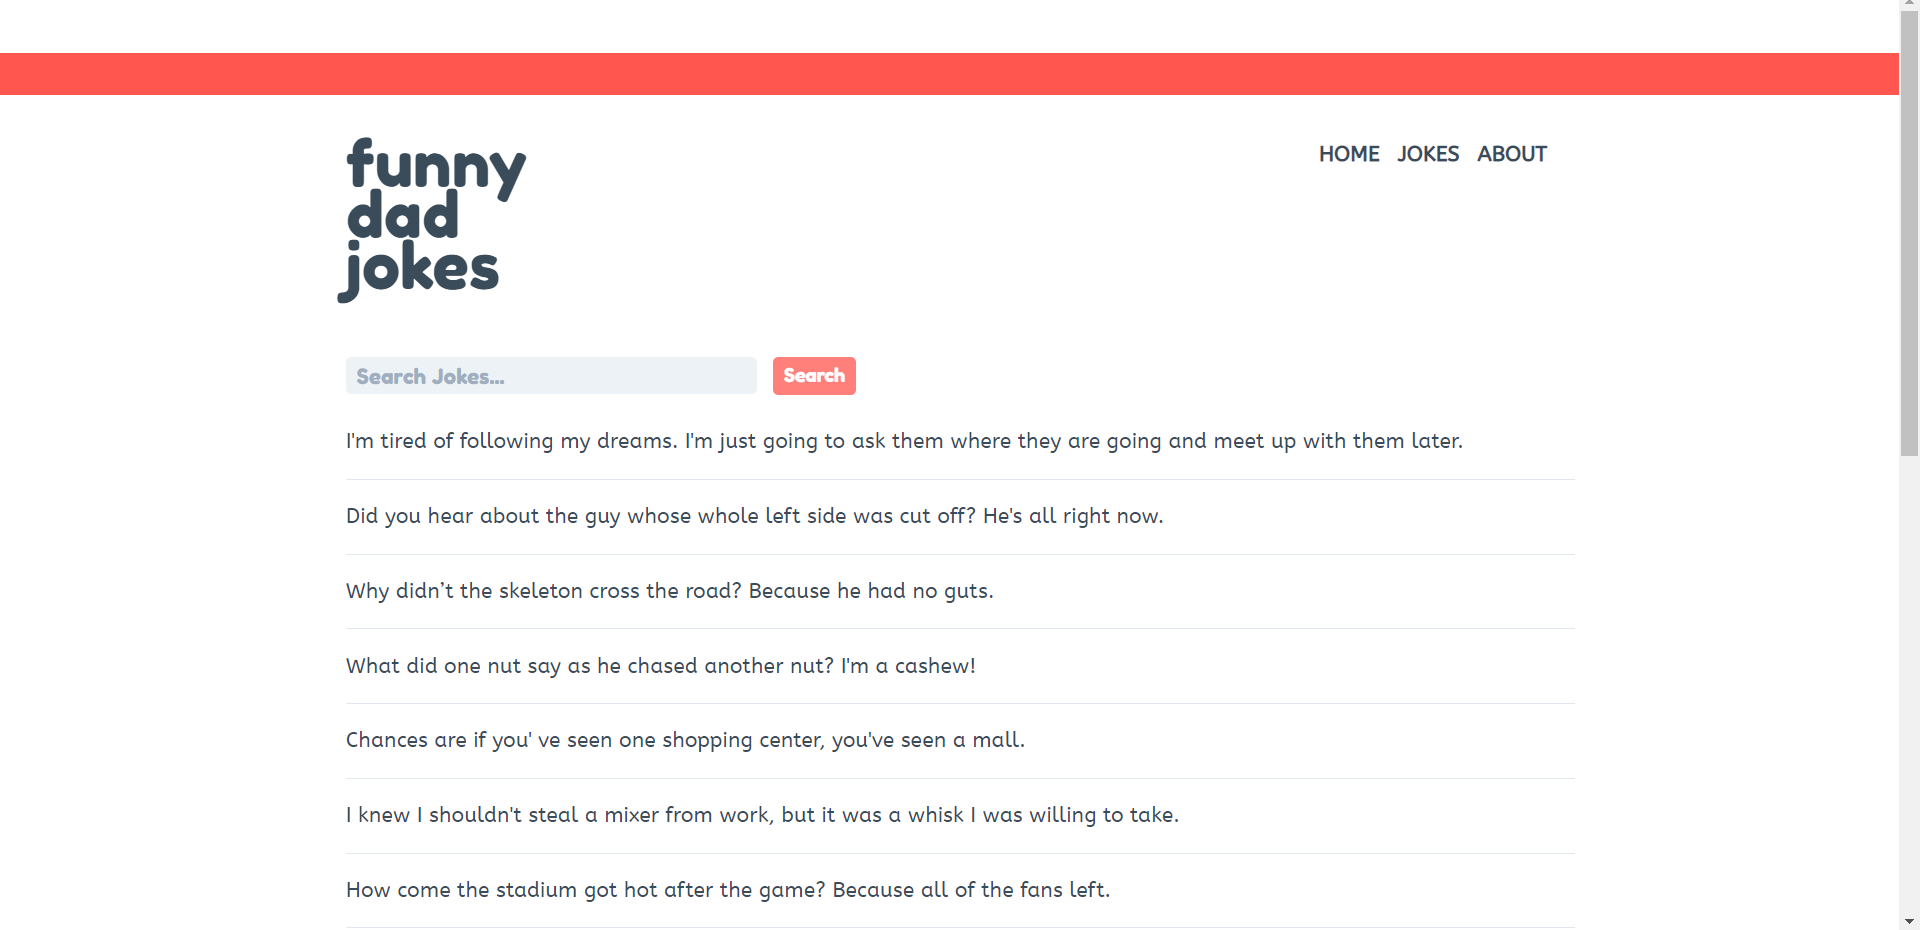 funny
dad
jokes
HOME JOKES ABOUT
Search Jokes...
Search
I'm tired of following my dreams. I'm just going to ask them where they are going and meet up with them later.
Did you hear about the guy whose whole left side was cut off? He's all right now.
Why didn’t the skeleton cross the road? Because he had no guts.
What did one nut say as he chased another nut? I'm a cashew!
Chances are if you' ve seen one shopping center, you've seen a mall.
I knew I shouldn't steal a mixer from work, but it was a whisk I was willing to take.
How come the stadium got hot after the game? Because all of the fans left.